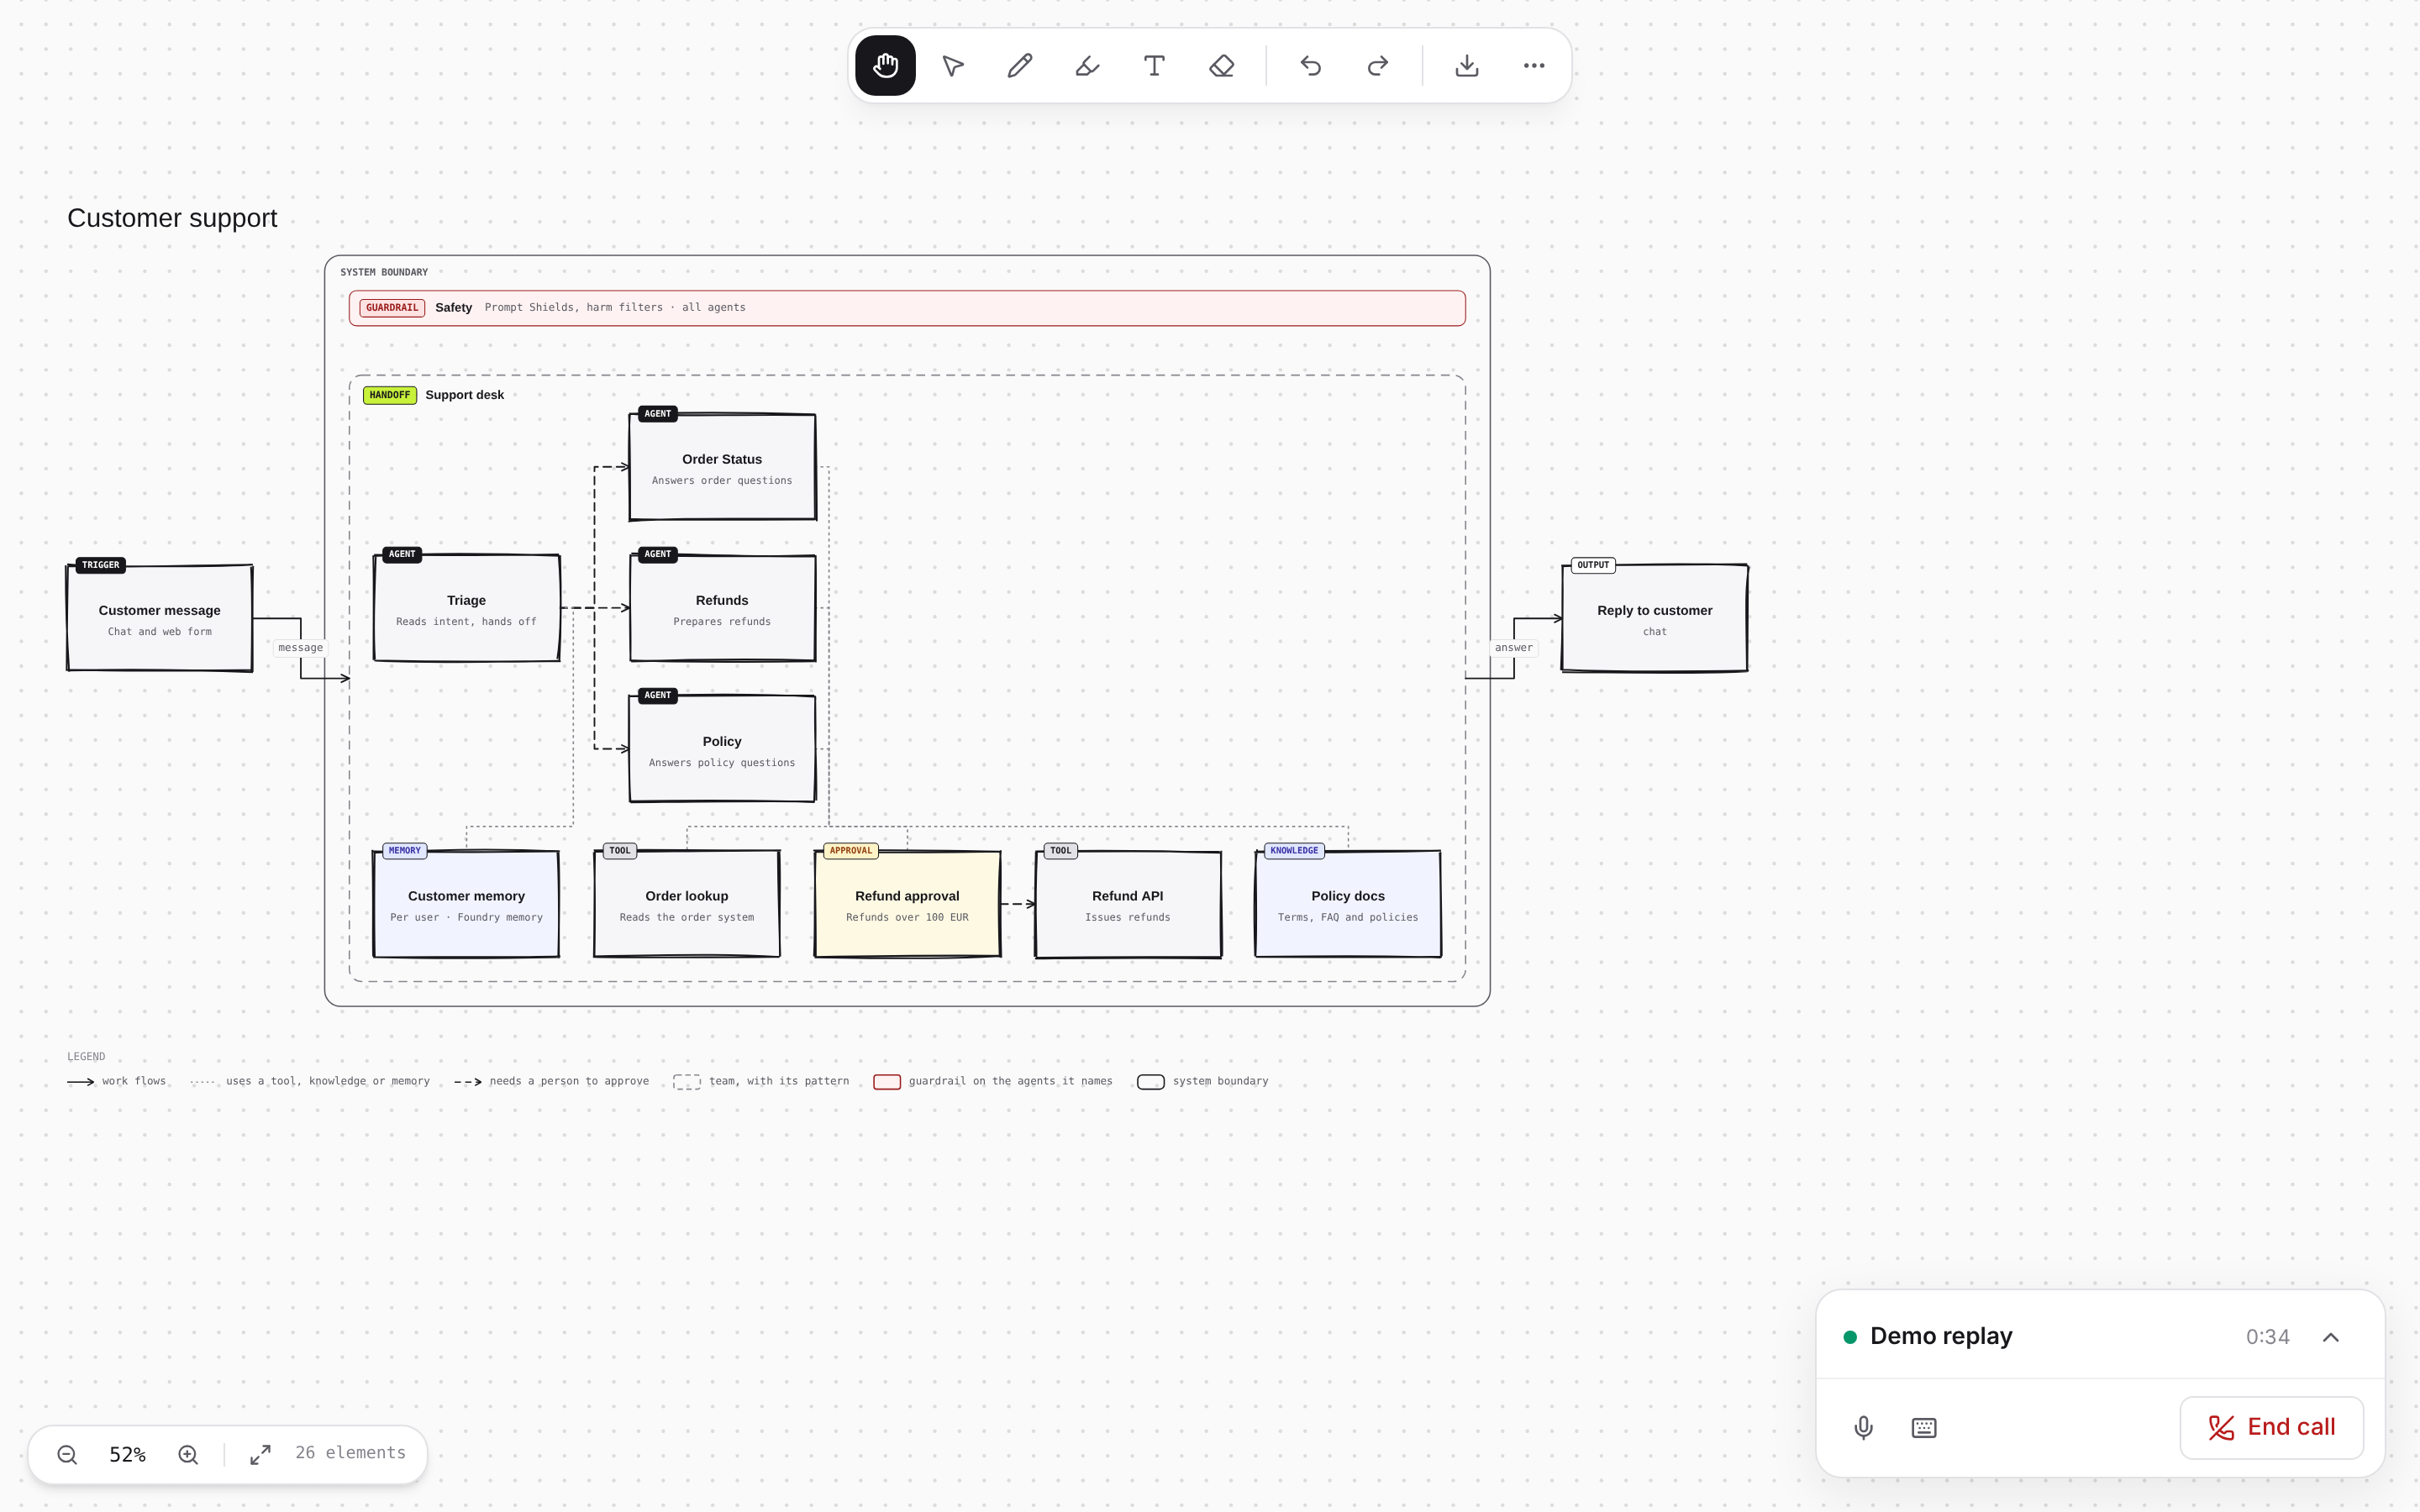 Customer support
SYSTEM BOUNDARY
GUARDRAIL Safety Prompt Shields, harm filters · all agents
HANDOFF Support desk
AGENT
Order Status
Answers order questions
TRIGGER
Customer message
Chat and web form
message
AGENT
Triage
Reads intent, hands off
AGENT
Refunds
Prepares refunds
OUTPUT
Reply to customer
chat
answer
AGENT
Policy
Answers policy questions
MEMORY
Customer memory
Per user · Foundry memory
TOOL
Order lookup
Reads the order system
APPROVAL
Refund approval
Refunds over 100 EUR
TOOL
Refund API
Issues refunds
KNOWLEDGE
Policy docs
Terms, FAQ and policies
LEGEND
work flows uses a tool, knowledge or memory needs a person to approve team, with its pattern guardrail on the agents it names system boundary
Demo replay 0:34
End call
52% 26 elements